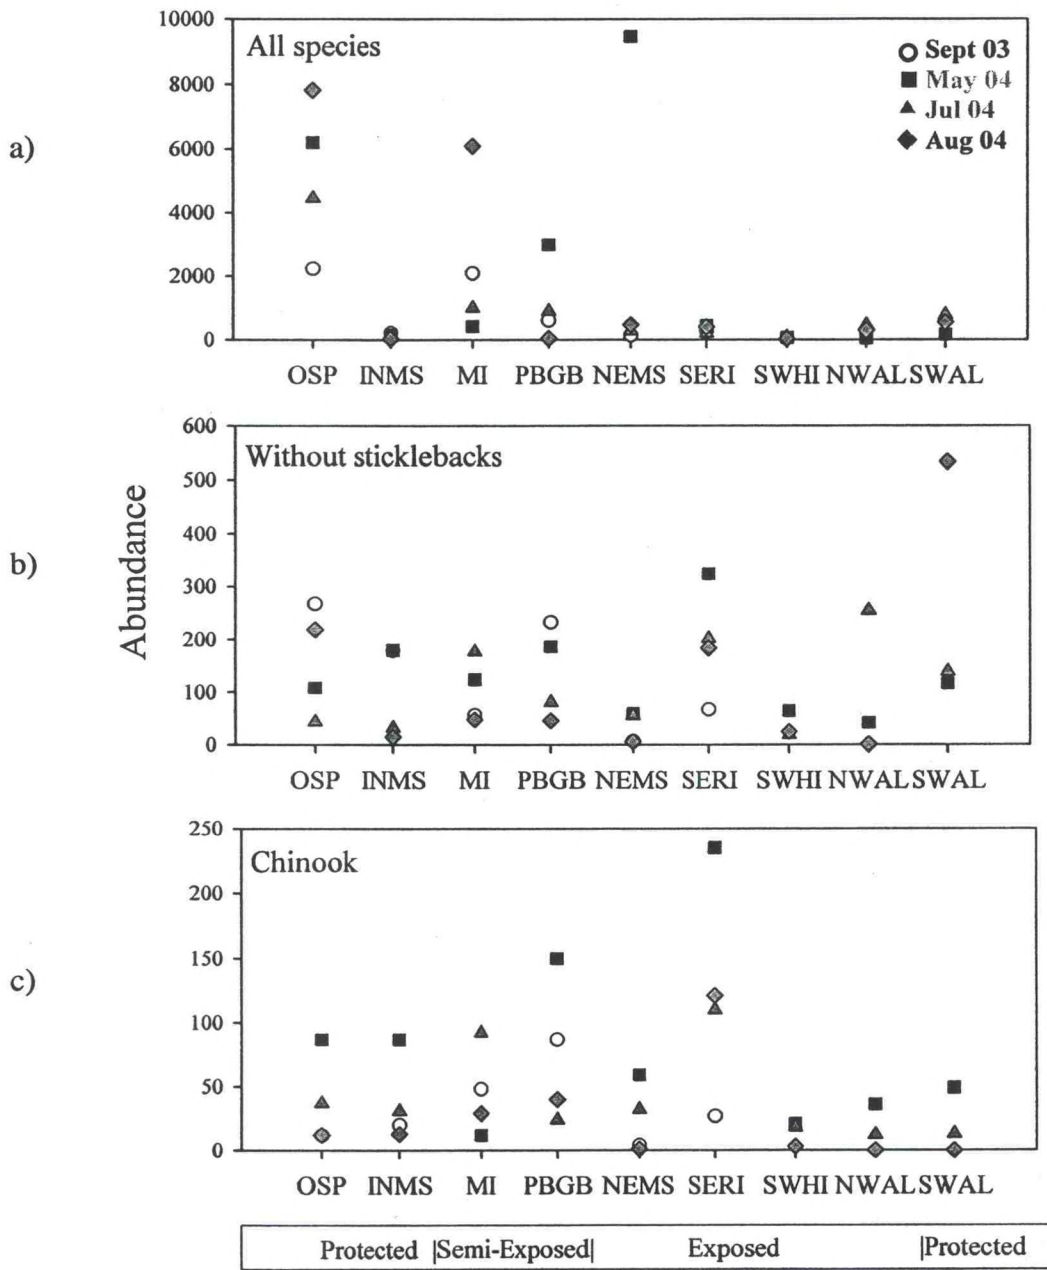 a)
All species
Sept 03
May 04
Jul 04
Aug 04
10000
8000
6000
4000
2000
0
OSP INMS MI PBGB NEMS SERI SWHI NWAL SWAL
b)
Abundance
Without sticklebacks
600
500
400
300
200
100
0
OSP INMS MI PBGB NEMS SERI SWHI NWAL SWAL
c)
Chinook
250
200
150
100
50
0
OSP INMS MI PBGB NEMS SERI SWHI NWAL SWAL
Protected |Semi-Exposed| Exposed |Protected